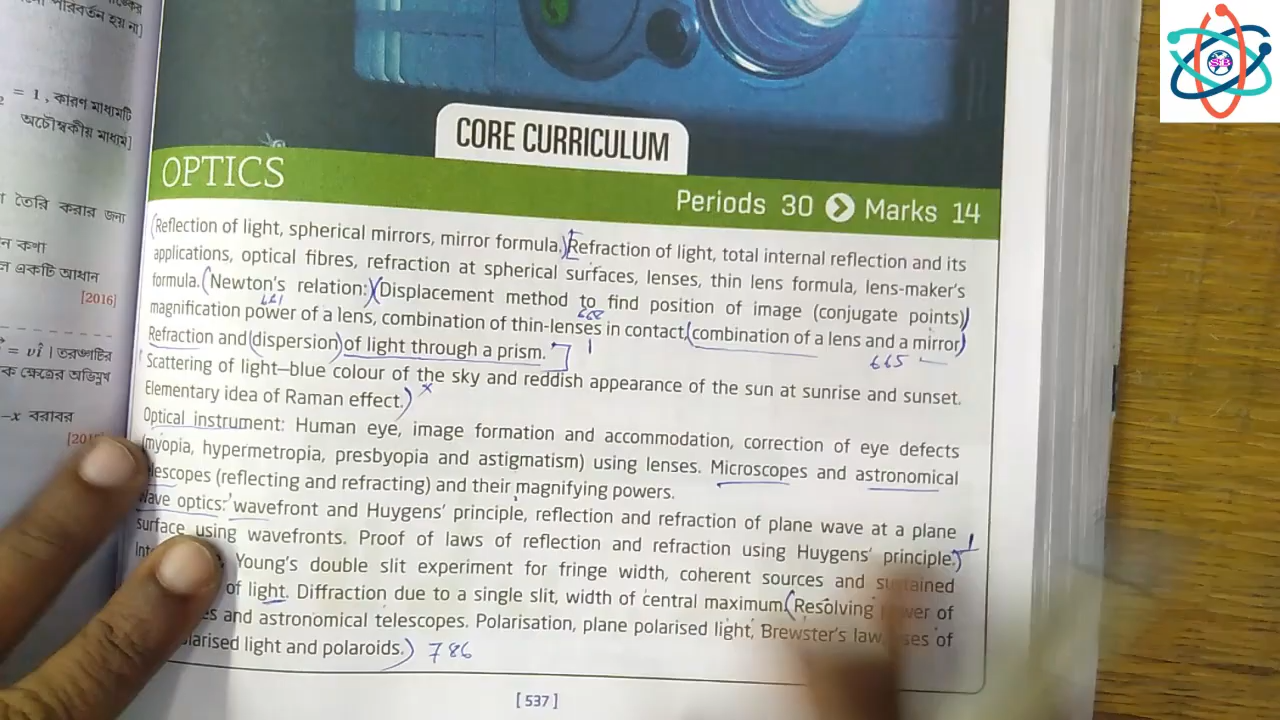 পরিবর্তন হয় না]
= 1, কারণ মাধ্যমটি
অচৌম্বকীয় মাধ্যম]
তৈরি করার জন্য
কণা
একটি আধান
[2016]
= vî । তরঙ্গটির
ক্ষেত্রের অভিমুখ
-x বরাবর
SB
CORE CURRICULUM
OPTICS
Periods 30 Marks 14
(Reflection of light, spherical mirrors, mirror formula.) [Refraction of light, total internal reflection and its
applications, optical fibres, refraction at spherical surfaces, lenses, thin lens formula, lens-maker's
formula. (Newton's relation:) (Displacement method to find position of image (conjugate points))
661 668
magnification power of a lens, combination of thin-lenses in contact, (combination of a lens and a mirror)
665
Refraction and (dispersion) of light through a prism.
Scattering of light—blue colour of the sky and reddish appearance of the sun at sunrise and sunset.
Elementary idea of Raman effect.) x
Optical instrument: Human eye, image formation and accommodation, correction of eye defects
(myopia, hypermetropia, presbyopia and astigmatism) using lenses. Microscopes and astronomical
lescopes (reflecting and refracting) and their magnifying powers.
Wave optics: wavefront and Huygens' principle, reflection and refraction of plane wave at a plane
surface using wavefronts. Proof of laws of reflection and refraction using Huygens' principle.
Young's double slit experiment for fringe width, coherent sources and sustained
of light. Diffraction due to a single slit, width of central maximum. (Resolving of
and astronomical telescopes. Polarisation, plane polarised light, Brewster's law, of
larised light and polaroids.) 786
[ 537 ]